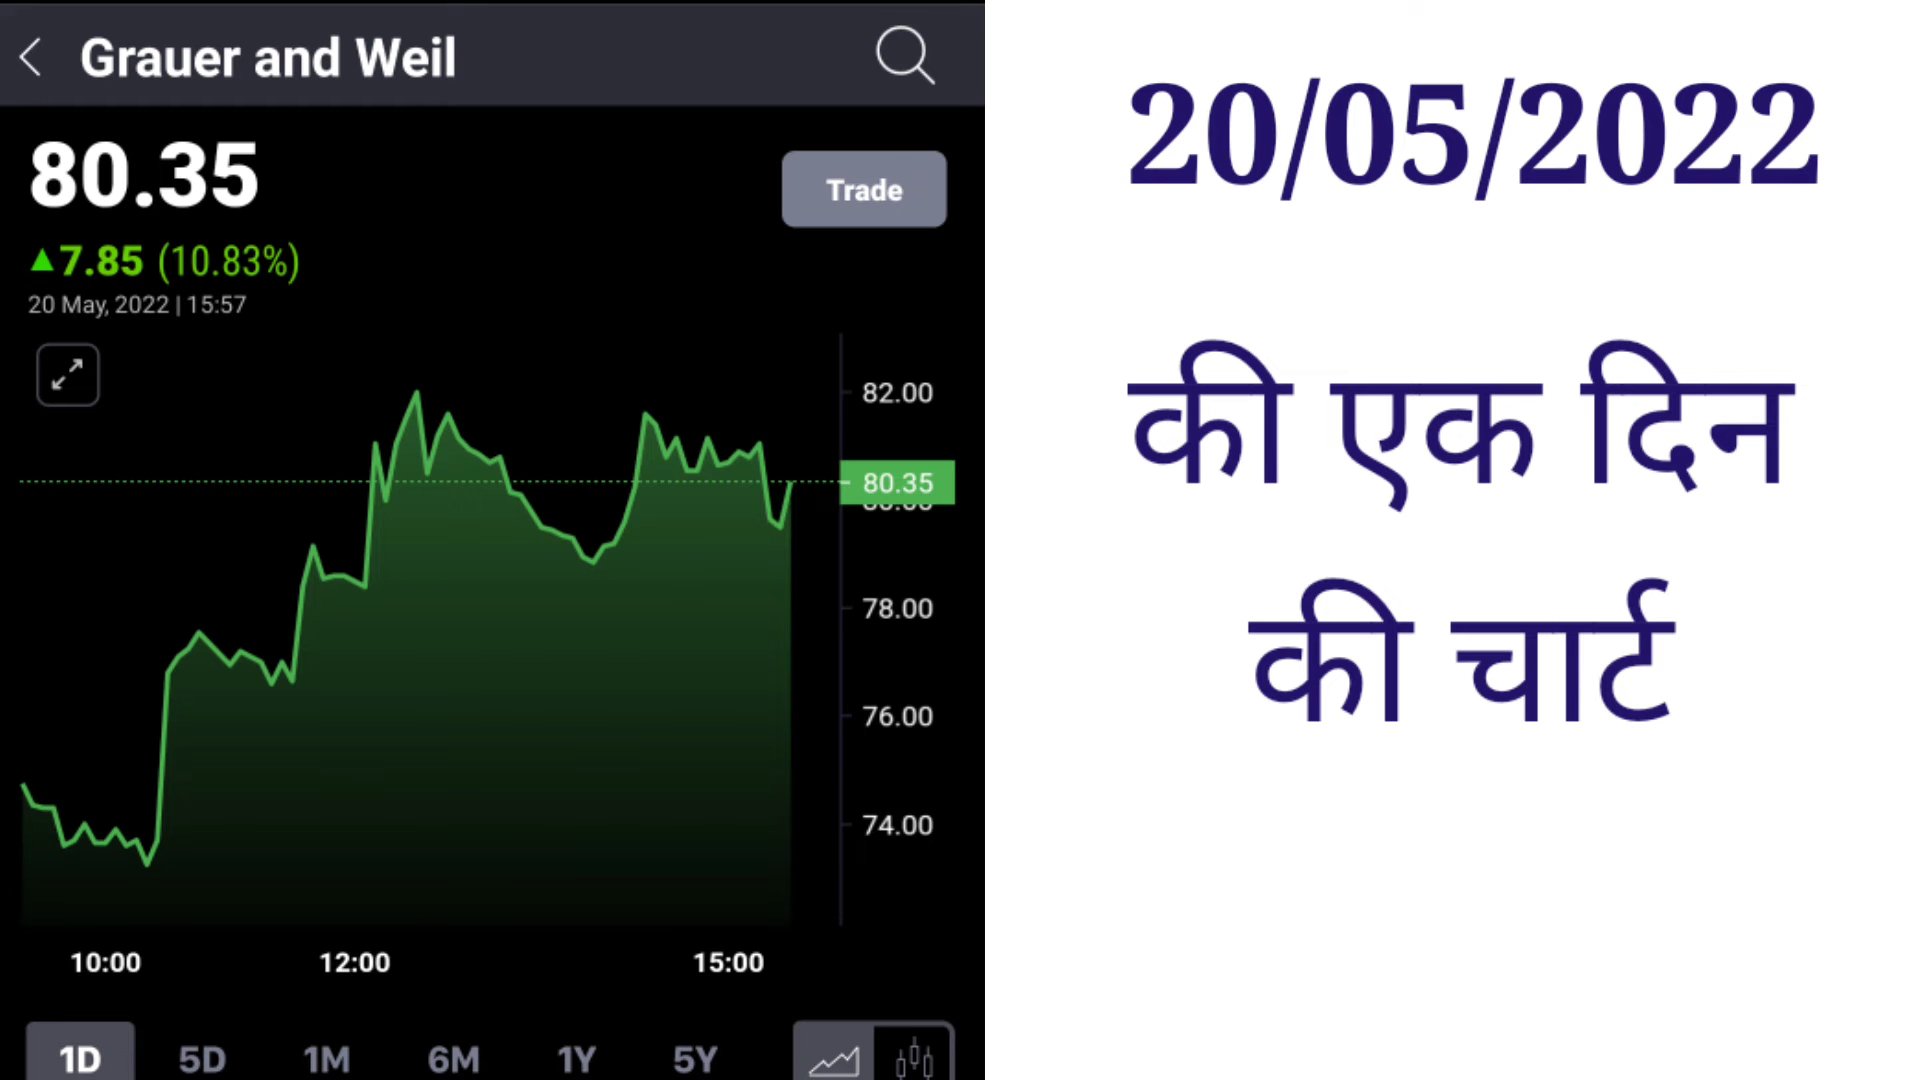 Grauer and Weil
80.35
Trade
▲7.85 (10.83%)
20 May, 2022 | 15:57
82.00
80.35
78.00
76.00
74.00
10:00 12:00 15:00
1D 5D 1M 6M 1Y 5Y
20/05/2022
की एक दिन
की चार्ट